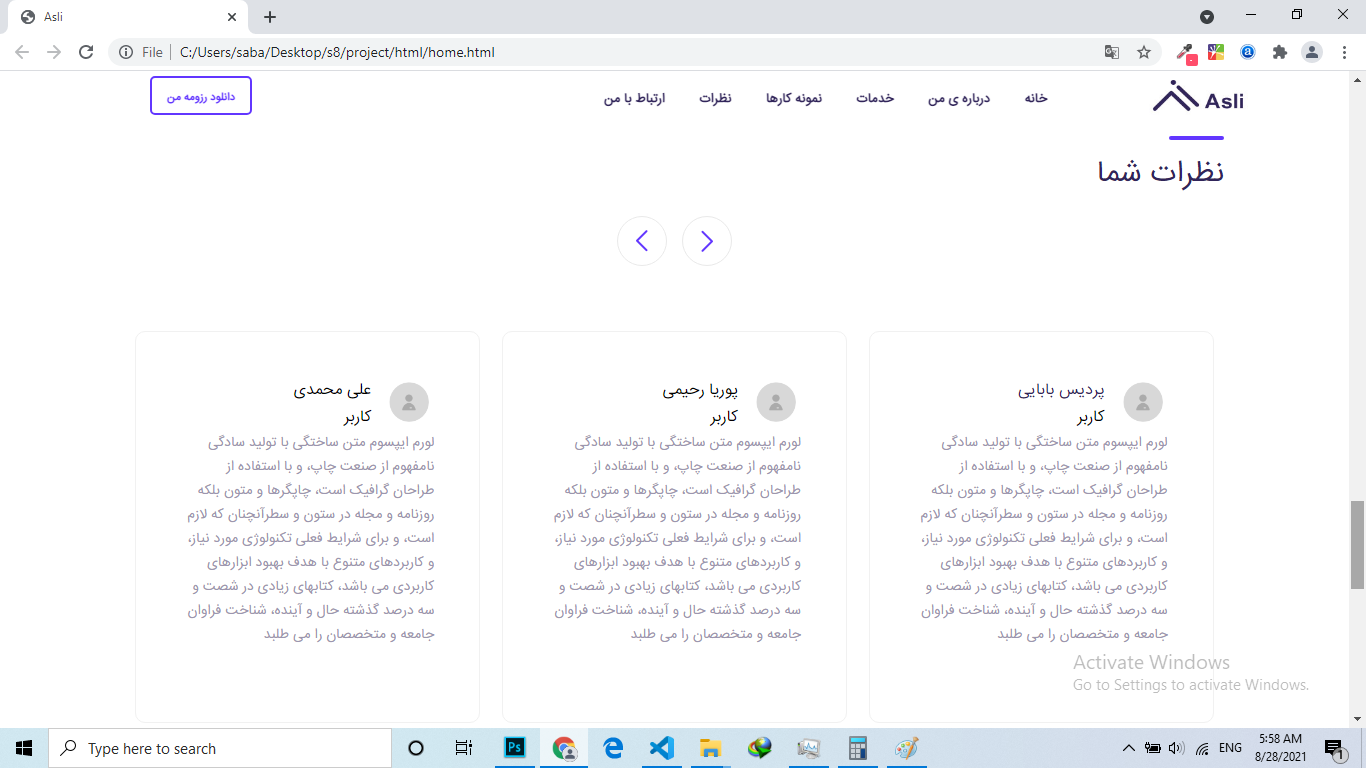 Asli
File
C:/Users/saba/Desktop/s8/project/html/home.html
Asli
خانه
درباره ی من
خدمات
نمونه کارها
نظرات
ارتباط با من
دانلود رزومه من
نظرات شما
پردیس بابایی
کاربر
لورم ایپسوم متن ساختگی با تولید سادگی
نامفهوم از صنعت چاپ، و با استفاده از
طراحان گرافیک است، چاپگرها و متون بلکه
روزنامه و مجله در ستون و سطرآنچنان که لازم
است، و برای شرایط فعلی تکنولوژی مورد نیاز،
و کاربردهای متنوع با هدف بهبود ابزارهای
کاربردی می باشد، کتابهای زیادی در شصت و
سه درصد گذشته حال و آینده، شناخت فراوان
جامعه و متخصصان را می طلبد
پوریا رحیمی
کاربر
لورم ایپسوم متن ساختگی با تولید سادگی
نامفهوم از صنعت چاپ، و با استفاده از
طراحان گرافیک است، چاپگرها و متون بلکه
روزنامه و مجله در ستون و سطرآنچنان که لازم
است، و برای شرایط فعلی تکنولوژی مورد نیاز،
و کاربردهای متنوع با هدف بهبود ابزارهای
کاربردی می باشد، کتابهای زیادی در شصت و
سه درصد گذشته حال و آینده، شناخت فراوان
جامعه و متخصصان را می طلبد
علی محمدی
کاربر
لورم ایپسوم متن ساختگی با تولید سادگی
نامفهوم از صنعت چاپ، و با استفاده از
طراحان گرافیک است، چاپگرها و متون بلکه
روزنامه و مجله در ستون و سطرآنچنان که لازم
است، و برای شرایط فعلی تکنولوژی مورد نیاز،
و کاربردهای متنوع با هدف بهبود ابزارهای
کاربردی می باشد، کتابهای زیادی در شصت و
سه درصد گذشته حال و آینده، شناخت فراوان
جامعه و متخصصان را می طلبد
Activate Windows
Go to Settings to activate Windows.
Type here to search
Ps
ENG
5:58 AM
8/28/2021
1